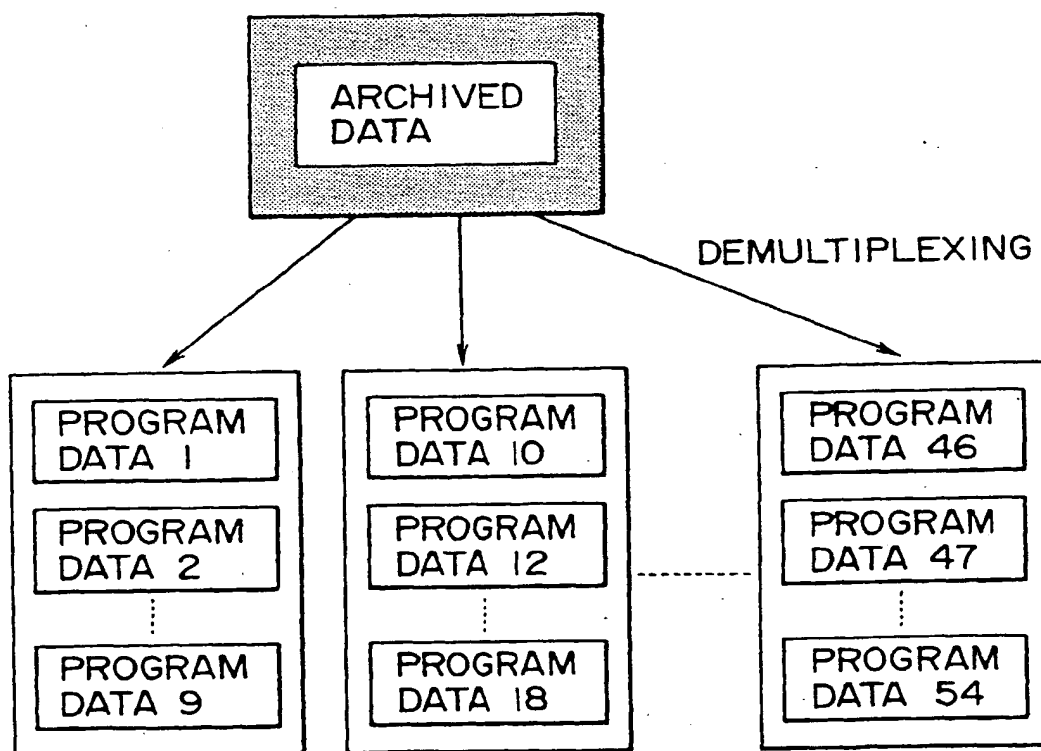 ARCHIVED
DATA
DEMULTIPLEXING
PROGRAM
DATA 1
PROGRAM
DATA 2
PROGRAM
DATA 9
PROGRAM
DATA 10
PROGRAM
DATA 12
PROGRAM
DATA 18
PROGRAM
DATA 46
PROGRAM
DATA 47
PROGRAM
DATA 54